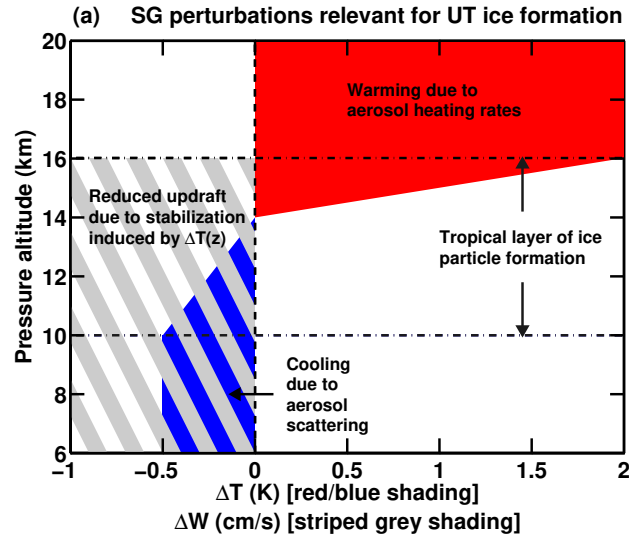 (a) SG perturbations relevant for UT ice formation
20
18
16
14
12
10
8
6
Pressure altitude (km)
Warming due to
aerosol heating rates
Reduced updraft
due to stabilization
induced by ΔT(z)
Tropical layer of ice
particle formation
Cooling
due to
aerosol
scattering
-1 -0.5 0 0.5 1 1.5 2
ΔT (K) [red/blue shading]
ΔW (cm/s) [striped grey shading]